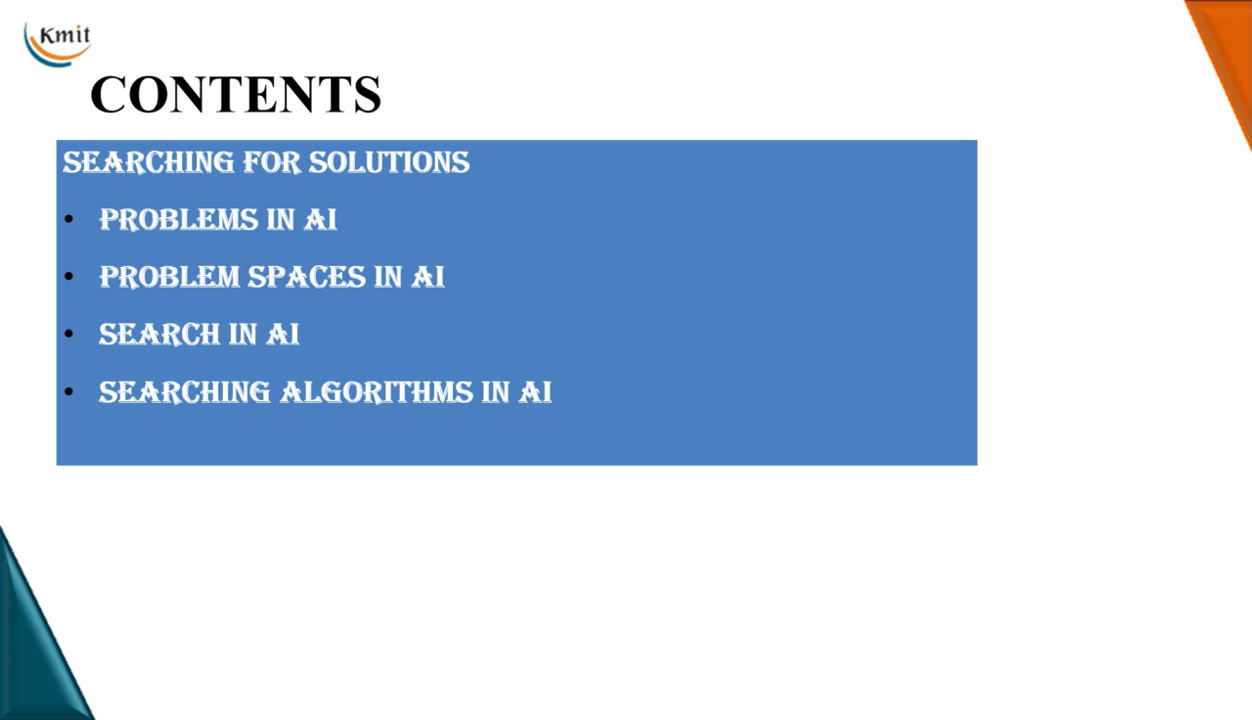 Kmit
CONTENTS
SEARCHING FOR SOLUTIONS
• PROBLEMS IN AI
• PROBLEM SPACES IN AI
• SEARCH IN AI
• SEARCHING ALGORITHMS IN AI